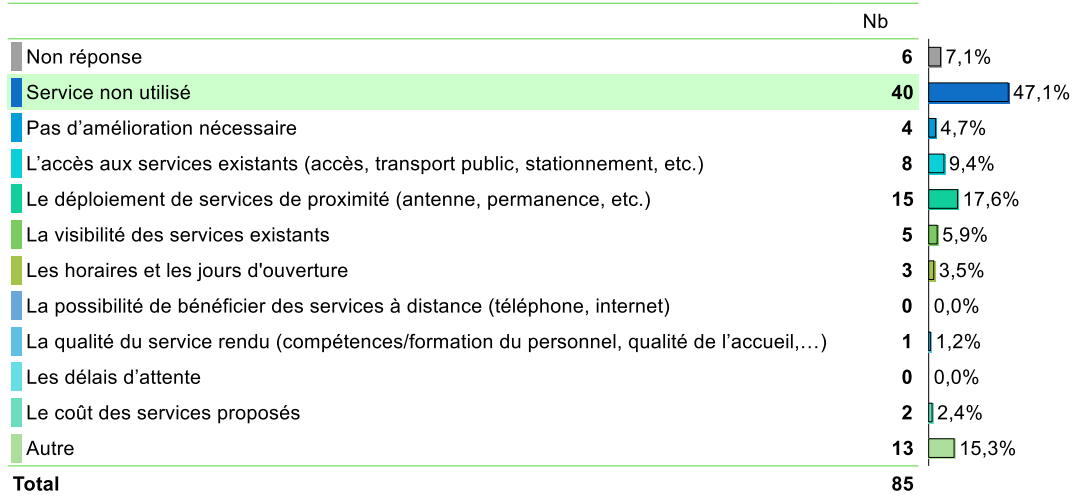 Nb
Non réponse 6 7,1%
Service non utilisé 40 47,1%
Pas d’amélioration nécessaire 4 4,7%
L’accès aux services existants (accès, transport public, stationnement, etc.) 8 9,4%
Le déploiement de services de proximité (antenne, permanence, etc.) 15 17,6%
La visibilité des services existants 5 5,9%
Les horaires et les jours d'ouverture 3 3,5%
La possibilité de bénéficier des services à distance (téléphone, internet) 0 0,0%
La qualité du service rendu (compétences/formation du personnel, qualité de l’accueil,…) 1 1,2%
Les délais d’attente 0 0,0%
Le coût des services proposés 2 2,4%
Autre 13 15,3%
Total 85